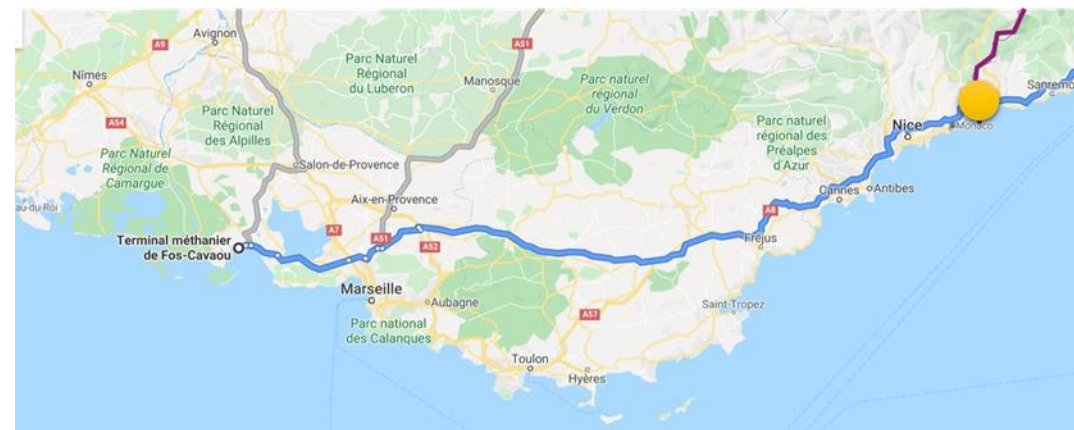 Avignon
A9
A51
Nîmes
Parc Naturel
Régional
du Luberon
Manosque
Parc naturel
régional
du Verdon
Sanremo
Parc Naturel
Régional
des Alpilles
A54
Parc naturel
régional des
Préalpes
d'Azur
Nice
Monaco
Parc Naturel
Régional de
Camargue
Salon-de-Provence
Aix-en-Provence
Cannes
Antibes
au-du-Roi
A7
A51
A52
A8
Fréjus
Terminal méthanier
de Fos-Cavaou
Marseille
Aubagne
Saint-Tropez
A57
Parc national
des Calanques
Toulon
Hyères